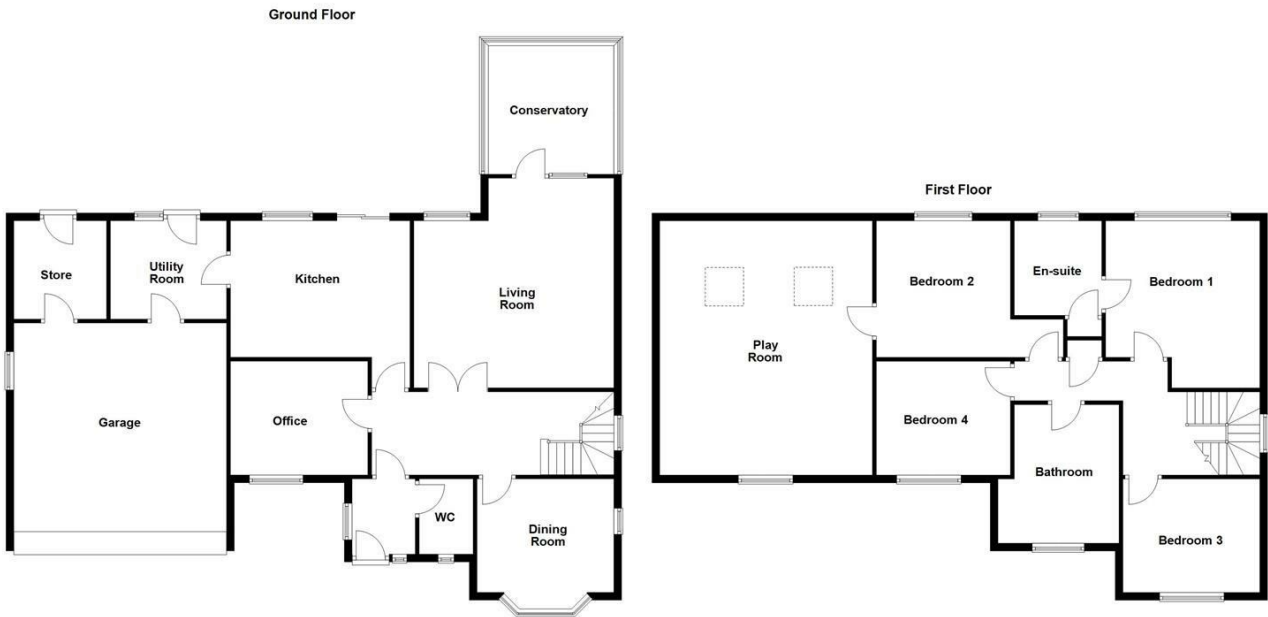 Ground Floor
Conservatory
Store
Utility
Room
Kitchen
Living
Room
Garage
Office
WC
Dining
Room
First Floor
Play
Room
Bedroom 2
En-suite
Bedroom 1
Bedroom 4
Bathroom
Bedroom 3